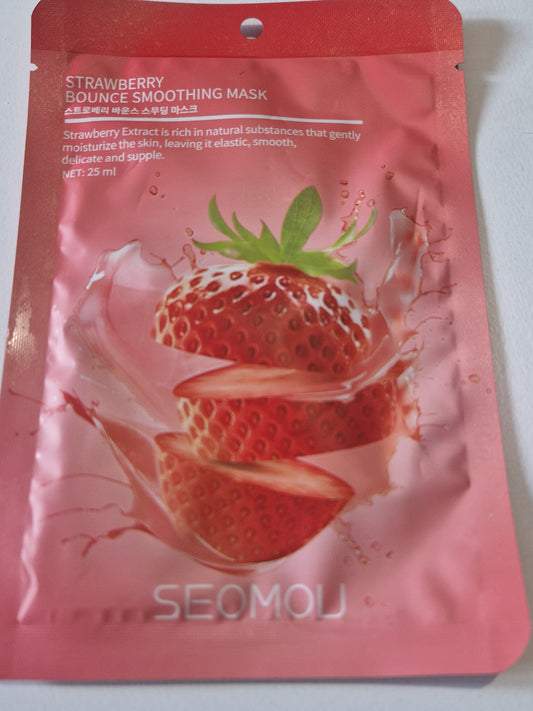 STRAWBERRY
BOUNCE SMOOTHING MASK
스트로베리 바운스 스무딩 마스크
Strawberry Extract is rich in natural substances that gently
moisturize the skin, leaving it elastic, smooth,
delicate and supple.
NET: 25 ml
SEOMOU